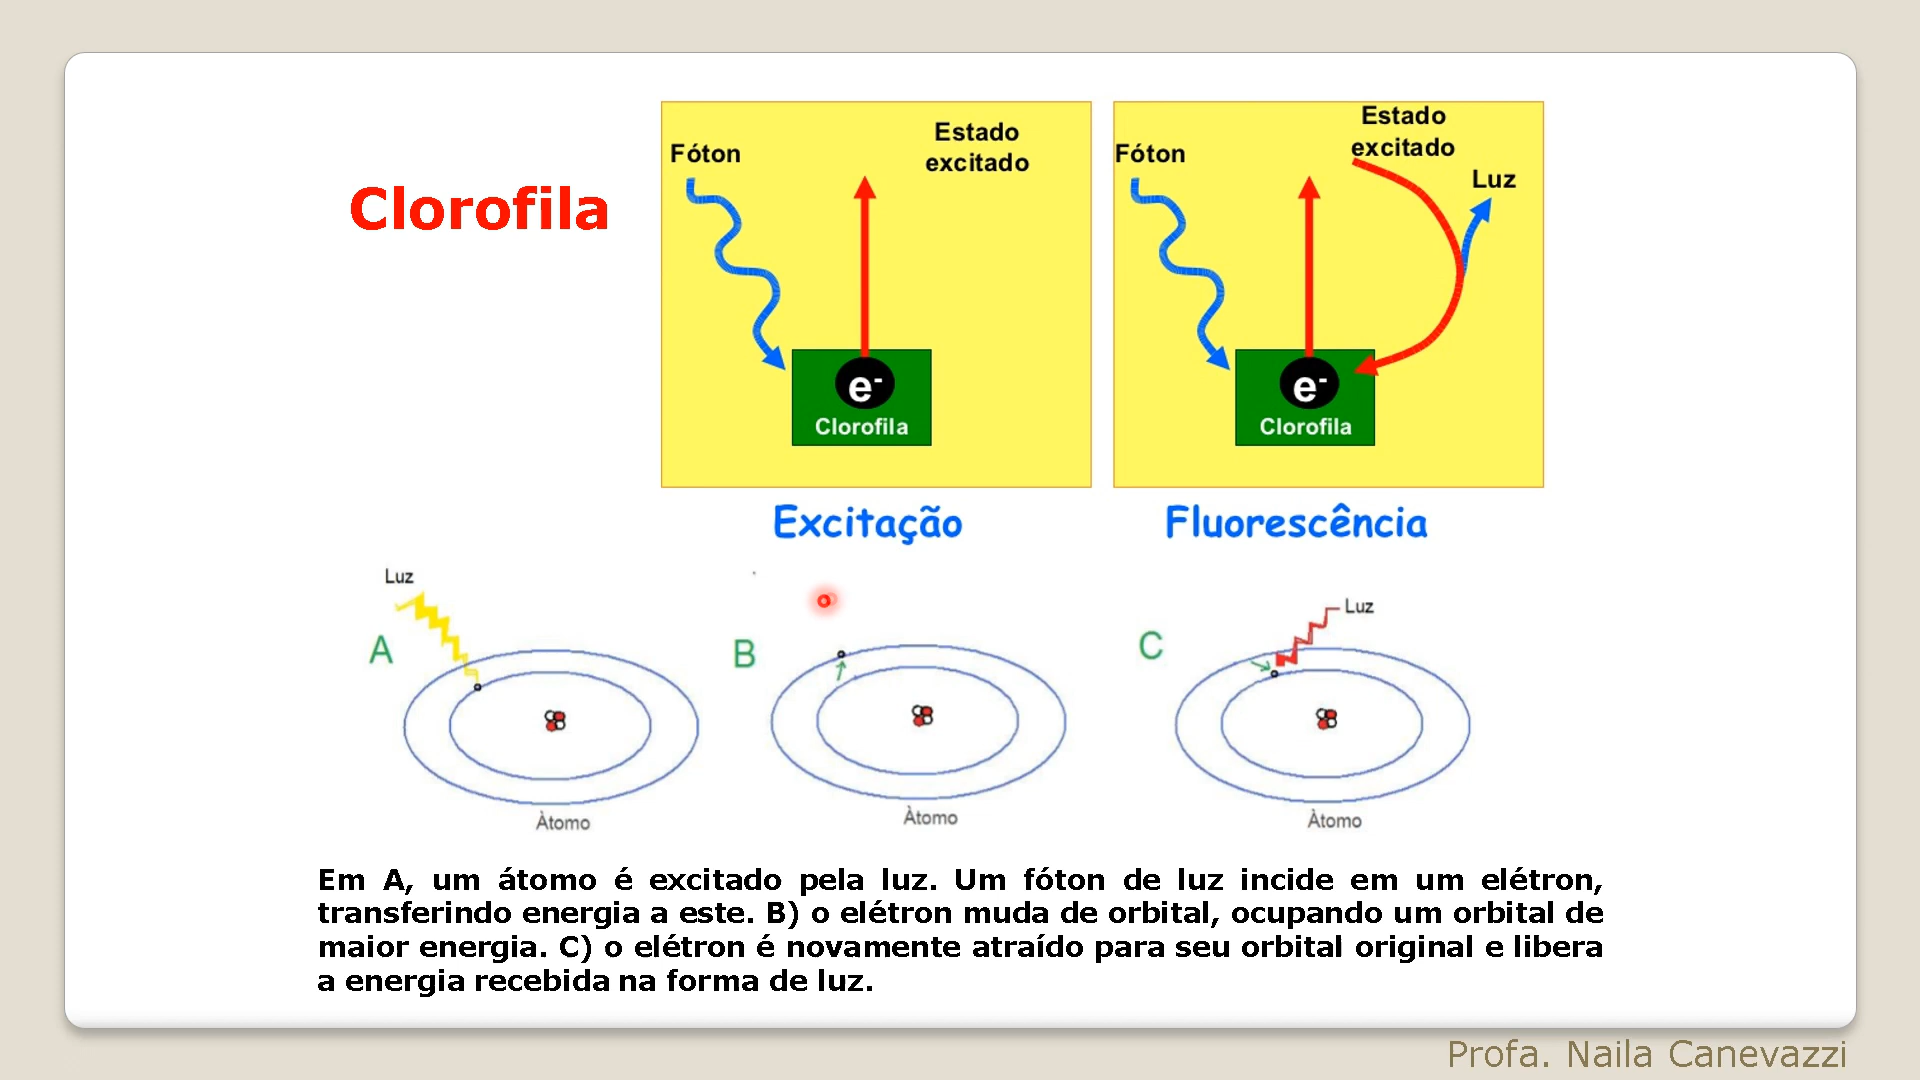 Clorofila
Fóton
Estado
excitado
e-
Clorofila
Excitação
Fóton
Estado
excitado
Luz
e-
Clorofila
Fluorescência
Luz
A
Àtomo
B
Àtomo
C
Luz
Àtomo
Em A, um átomo é excitado pela luz. Um fóton de luz incide em um elétron,
transferindo energia a este. B) o elétron muda de orbital, ocupando um orbital de
maior energia. C) o elétron é novamente atraído para seu orbital original e libera
a energia recebida na forma de luz.
Profa. Naila Canevazzi